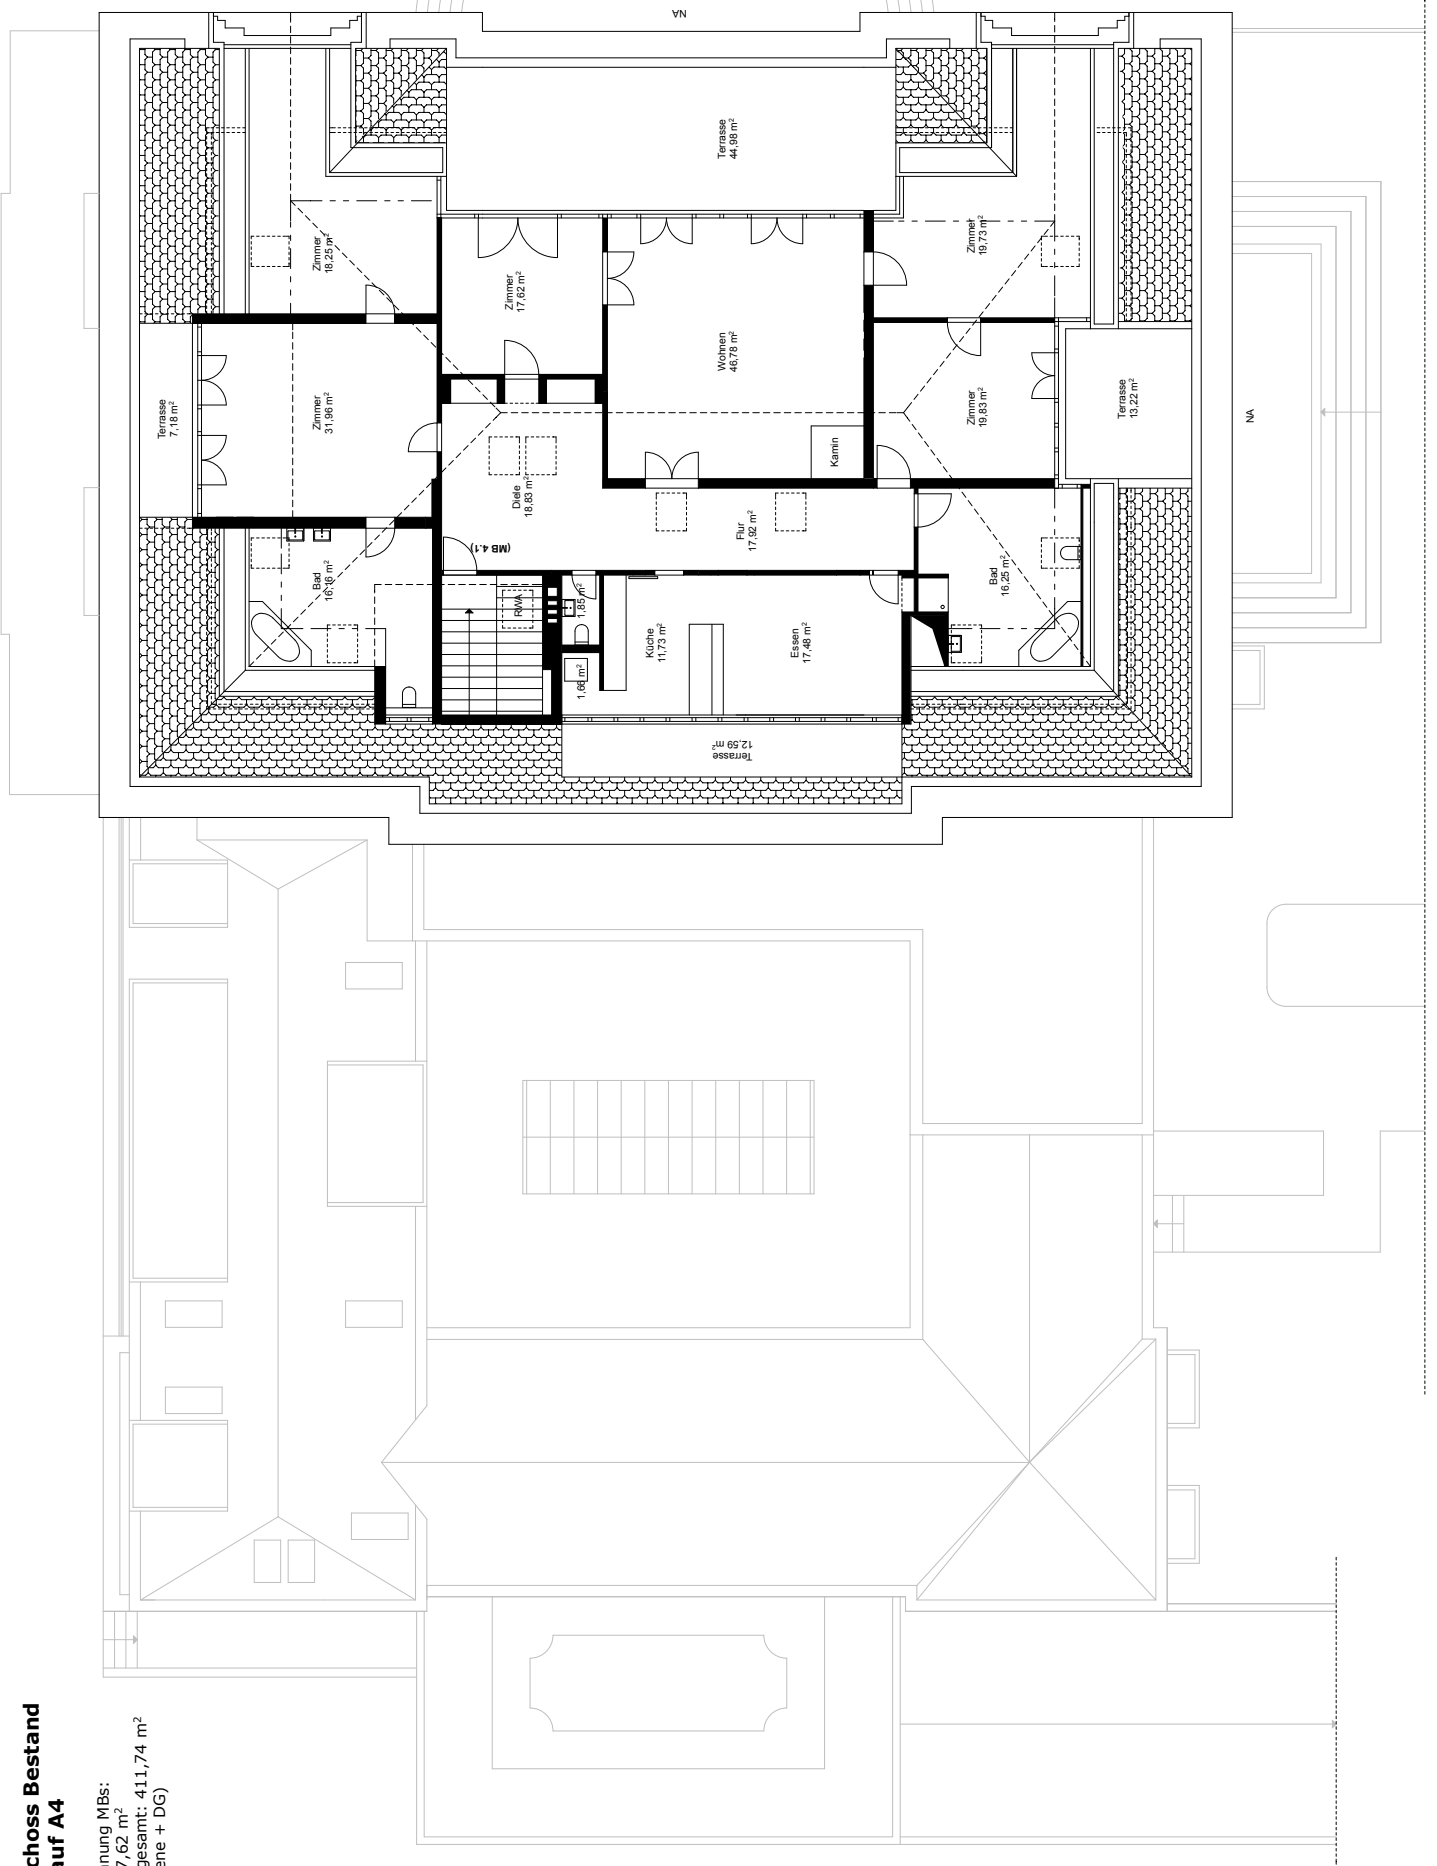 choss Bestand
auf A4
nung MBs:
7,62 m²
gesamt: 411,74 m²
ene + DG)
Terrasse
7,18 m²
Zimmer
18,25 m²
Zimmer
31,96 m²
Bad
16,16 m²
Zimmer
17,62 m²
Diele
18,83 m²
(MB 4.1)
RWA
1,85 m²
1,66 m²
Küche
11,73 m²
NA
Terrasse
44,98 m²
Wohnen
46,78 m²
Kamin
Flur
17,92 m²
Essen
17,48 m²
Terrasse
12,59 m²
Zimmer
19,73 m²
Zimmer
19,83 m²
Bad
16,25 m²
Terrasse
13,22 m²
NA